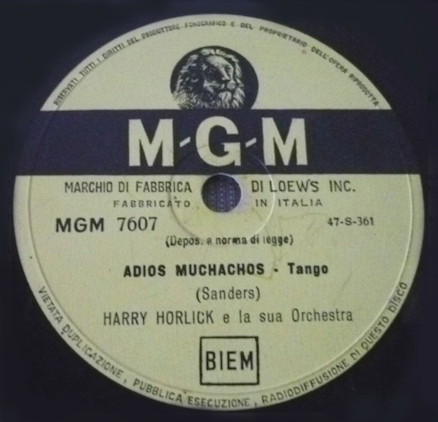 RISERVATI TUTTI I DIRITTI DEL PRODUTTORE FONOGRAFICO E DEL PROPRIETARIO DELL'OPERA RIPRODOTTA
M-G-M
MARCHIO DI FABBRICA DI LOEW'S INC.
FABBRICATO IN ITALIA
MGM 7607 47-S-361
(Depos. a norma di legge)
ADIOS MUCHACHOS - Tango
(Sanders)
HARRY HORLICK e la sua Orchestra
BIEM
VIETATA DUPLICAZIONE, PUBBLICA ESECUZIONE, RADIODIFFUSIONE DI QUESTO DISCO